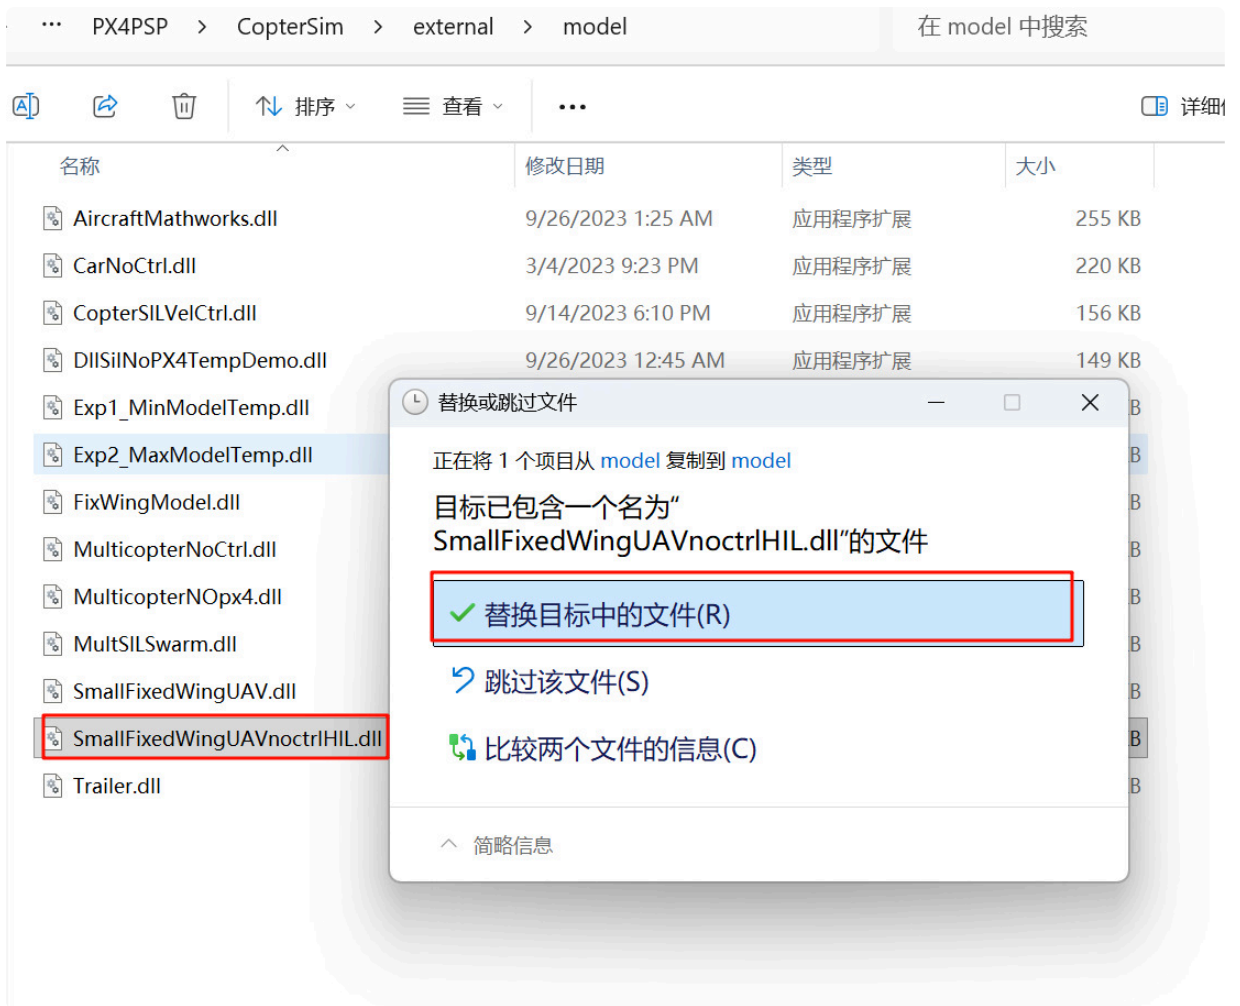 … PX4PSP > CopterSim > external > model 在 model 中搜索
排序 查看 •••
名称 修改日期 类型 大小
AircraftMathworks.dll 9/26/2023 1:25 AM 应用程序扩展 255 KB
CarNoCtrl.dll 3/4/2023 9:23 PM 应用程序扩展 220 KB
CopterSILVelCtrl.dll 9/14/2023 6:10 PM 应用程序扩展 156 KB
DllSilNoPX4TempDemo.dll 9/26/2023 12:45 AM 应用程序扩展 149 KB
Exp1_MinModelTemp.dll B
Exp2_MaxModelTemp.dll B
FixWingModel.dll B
MulticopterNoCtrl.dll B
MulticopterNOpx4.dll B
MultSILSwarm.dll B
SmallFixedWingUAV.dll B
SmallFixedWingUAVnoctrlHIL.dll B
Trailer.dll B
替换或跳过文件
正在将 1 个项目从 model 复制到 model
目标已包含一个名为“
SmallFixedWingUAVnoctrlHIL.dll”的文件
替换目标中的文件(R)
跳过该文件(S)
比较两个文件的信息(C)
简略信息
详细